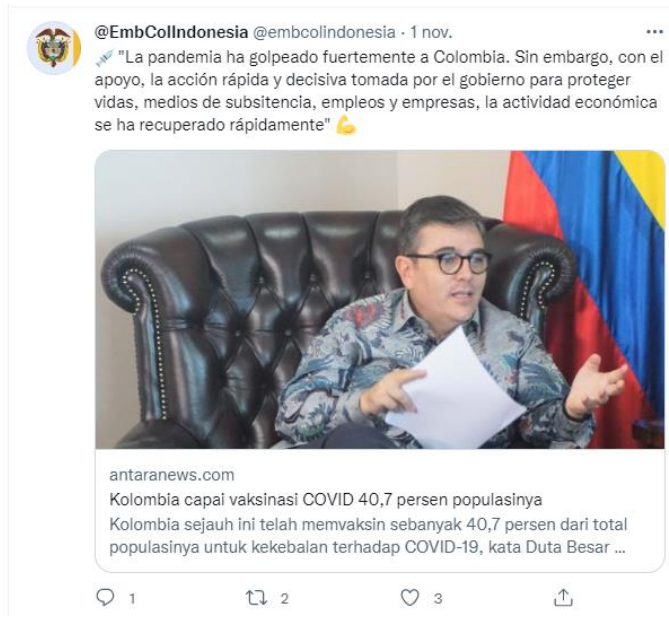 @EmbColIndonesia @embcolindonesia · 1 nov.
"La pandemia ha golpeado fuertemente a Colombia. Sin embargo, con el
apoyo, la acción rápida y decisiva tomada por el gobierno para proteger
vidas, medios de subsitencia, empleos y empresas, la actividad económica
se ha recuperado rápidamente"
antaranews.com
Kolombia capai vaksinasi COVID 40,7 persen populasinya
Kolombia sejauh ini telah memvaksin sebanyak 40,7 persen dari total
populasinya untuk kekebalan terhadap COVID-19, kata Duta Besar ...
1 2 3